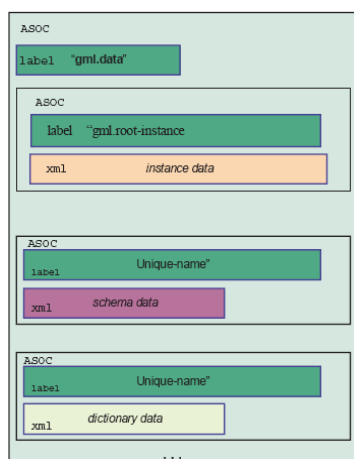 ASOC
label "gml.data"
ASOC
label "gml.root-instance
xml instance data
ASOC
label Unique-name"
xml schema data
ASOC
label Unique-name"
xml dictionary data
...